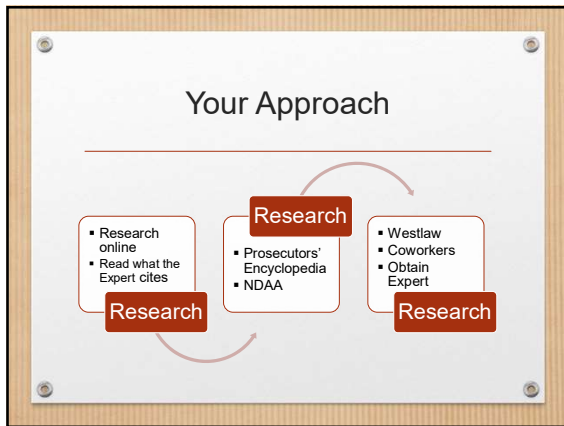 Your Approach
▪ Research
online
▪ Read what the
Expert cites
Research
Research
▪ Prosecutors'
Encyclopedia
▪ NDAA
▪ Westlaw
▪ Coworkers
▪ Obtain
Expert
Research